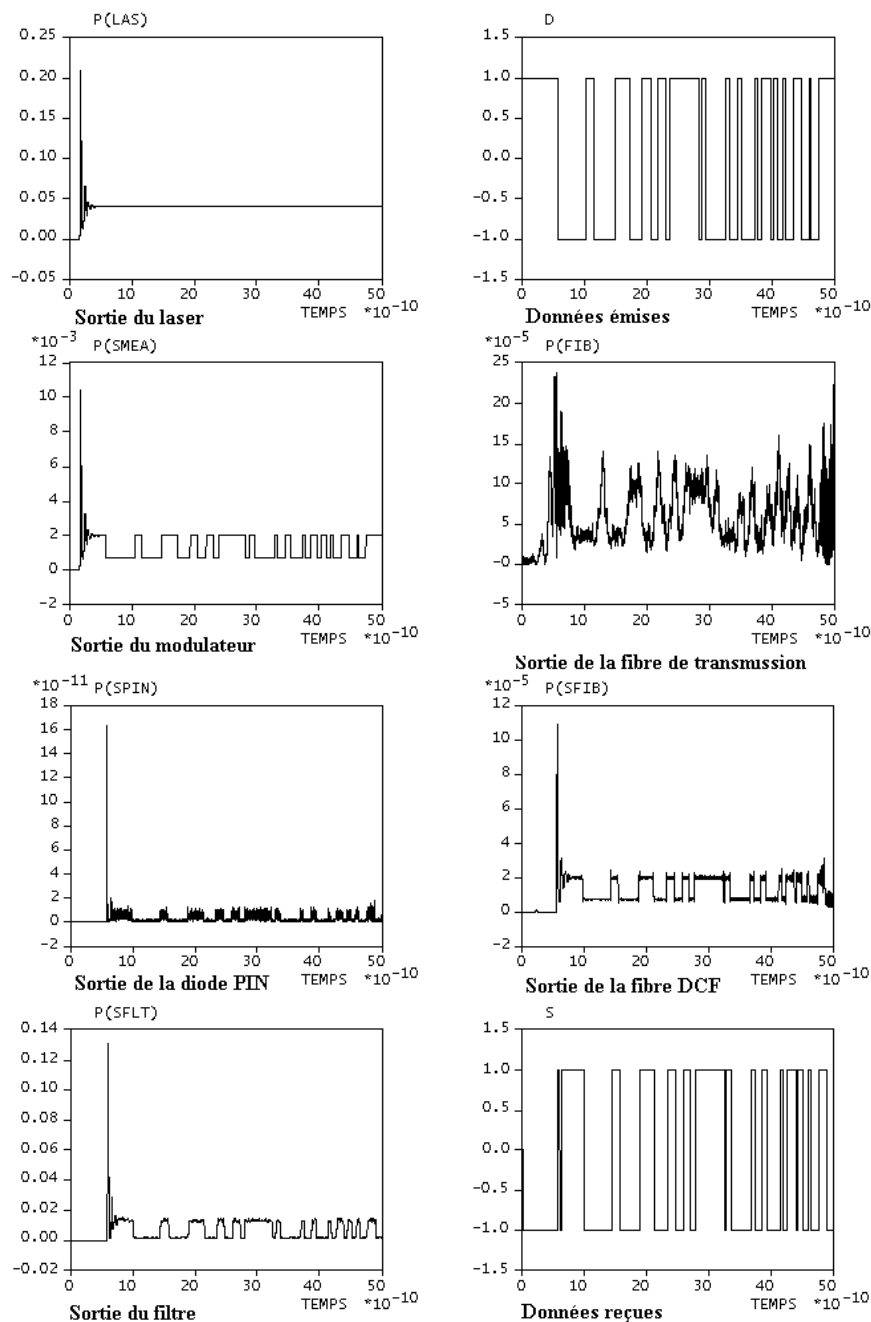 P(LAS)
0.25
0.20
0.15
0.10
0.05
0.00
-0.05
0 10 20 30 40 50
TEMPS *10-10
Sortie du laser
D
1.5
1.0
0.5
0.0
-0.5
-1.0
-1.5
0 10 20 30 40 50
TEMPS *10-10
Données émises
*10-3 P(SMEA)
12
10
8
6
4
2
0
-2
0 10 20 30 40 50
TEMPS *10-10
Sortie du modulateur
*10-5 P(FIB)
25
20
15
10
5
-0
-5
0 10 20 30 40 50
TEMPS *10-10
Sortie de la fibre de transmission
*10-11 P(SPIN)
18
16
14
12
10
8
6
4
2
0
-2
0 10 20 30 40 50
TEMPS *10-10
Sortie de la diode PIN
*10-5 P(SFIB)
12
10
8
6
4
2
0
-2
0 10 20 30 40 50
TEMPS *10-10
Sortie de la fibre DCF
P(SFLT)
0.14
0.12
0.10
0.08
0.06
0.04
0.02
0.00
-0.02
0 10 20 30 40 50
TEMPS *10-10
Sortie du filtre
S
1.5
1.0
0.5
0.0
-0.5
-1.0
-1.5
0 10 20 30 40 50
TEMPS *10-10
Données reçues